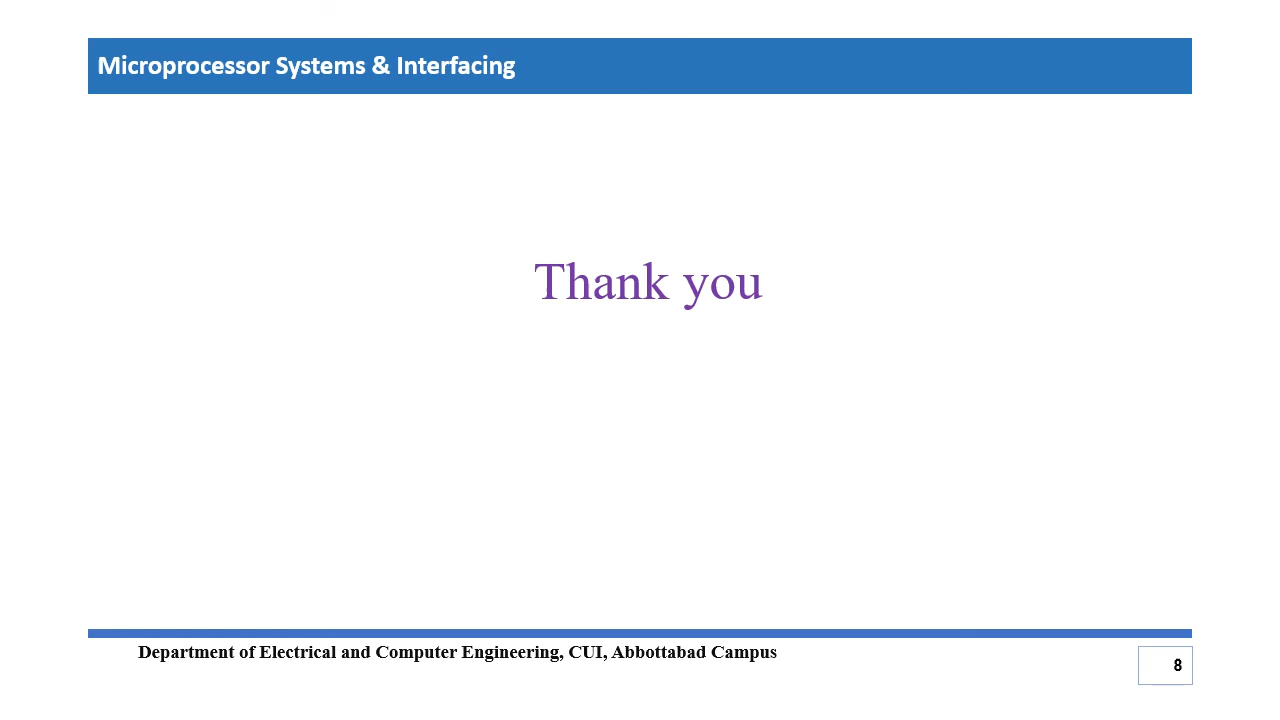 Microprocessor Systems & Interfacing
Thank you
Department of Electrical and Computer Engineering, CUI, Abbottabad Campus
8